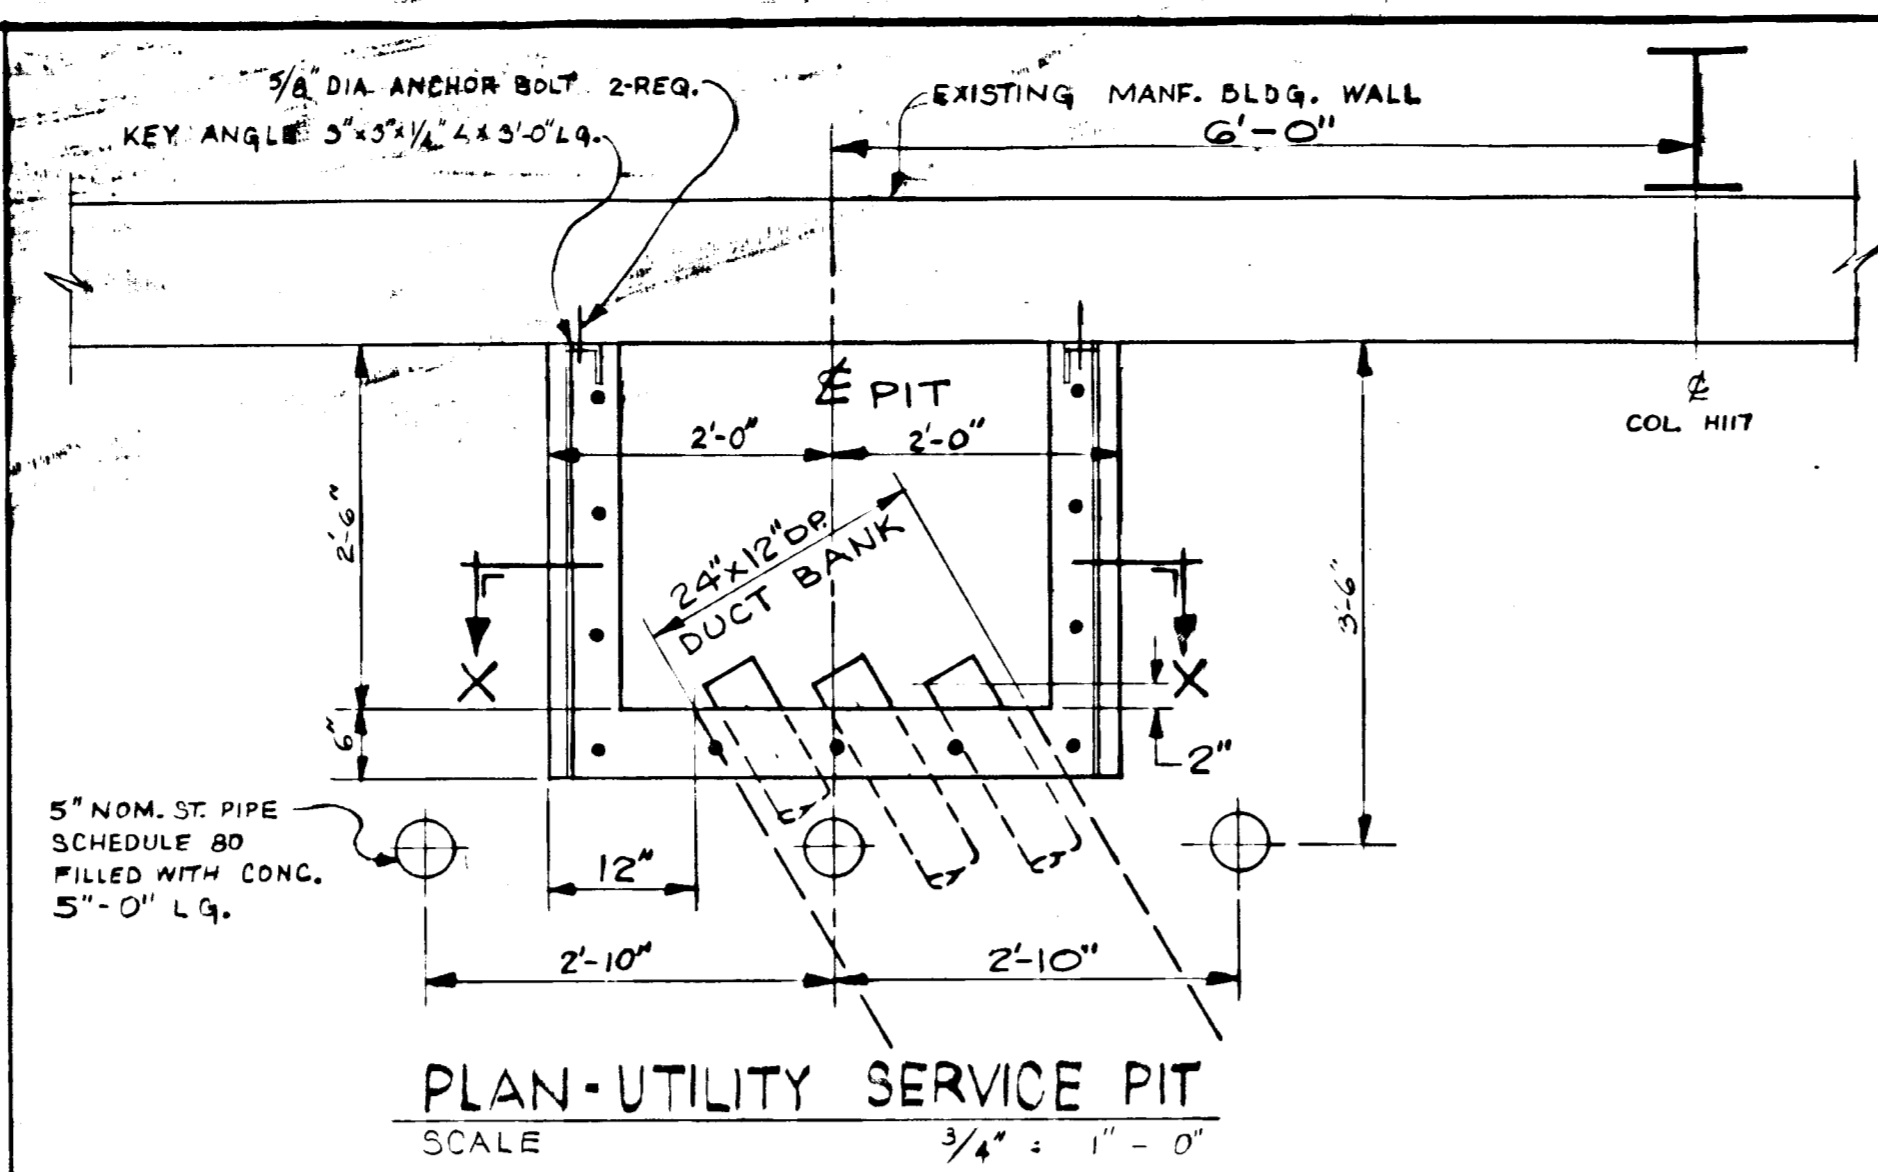 5/8" DIA. ANCHOR BOLT 2-REQ.
KEY ANGLE 3"x3"x1/4" ∠ x 3'-0" LG.
EXISTING MANF. BLDG. WALL
6'-0"
℄ PIT
℄
COL. H117
2'-0"
2'-0"
2'-6"
24"X12" DP.
DUCT BANK
3'-6"
X
X
6"
2"
5" NOM. ST. PIPE
SCHEDULE 80
FILLED WITH CONC.
5"-0" LG.
12"
2'-10"
2'-10"
PLAN-UTILITY SERVICE PIT
SCALE 3/4" : 1" - 0"